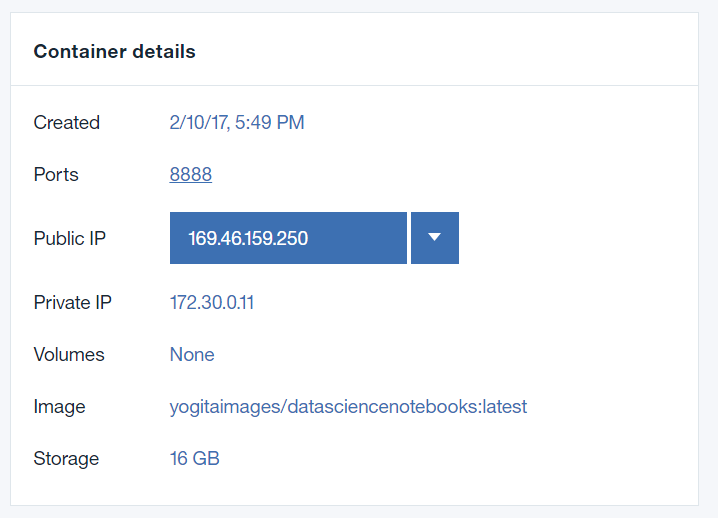 Container details
Created 2/10/17, 5:49 PM
Ports 8888
Public IP 169.46.159.250
Private IP 172.30.0.11
Volumes None
Image yogitaimages/datasciencenotebooks:latest
Storage 16 GB